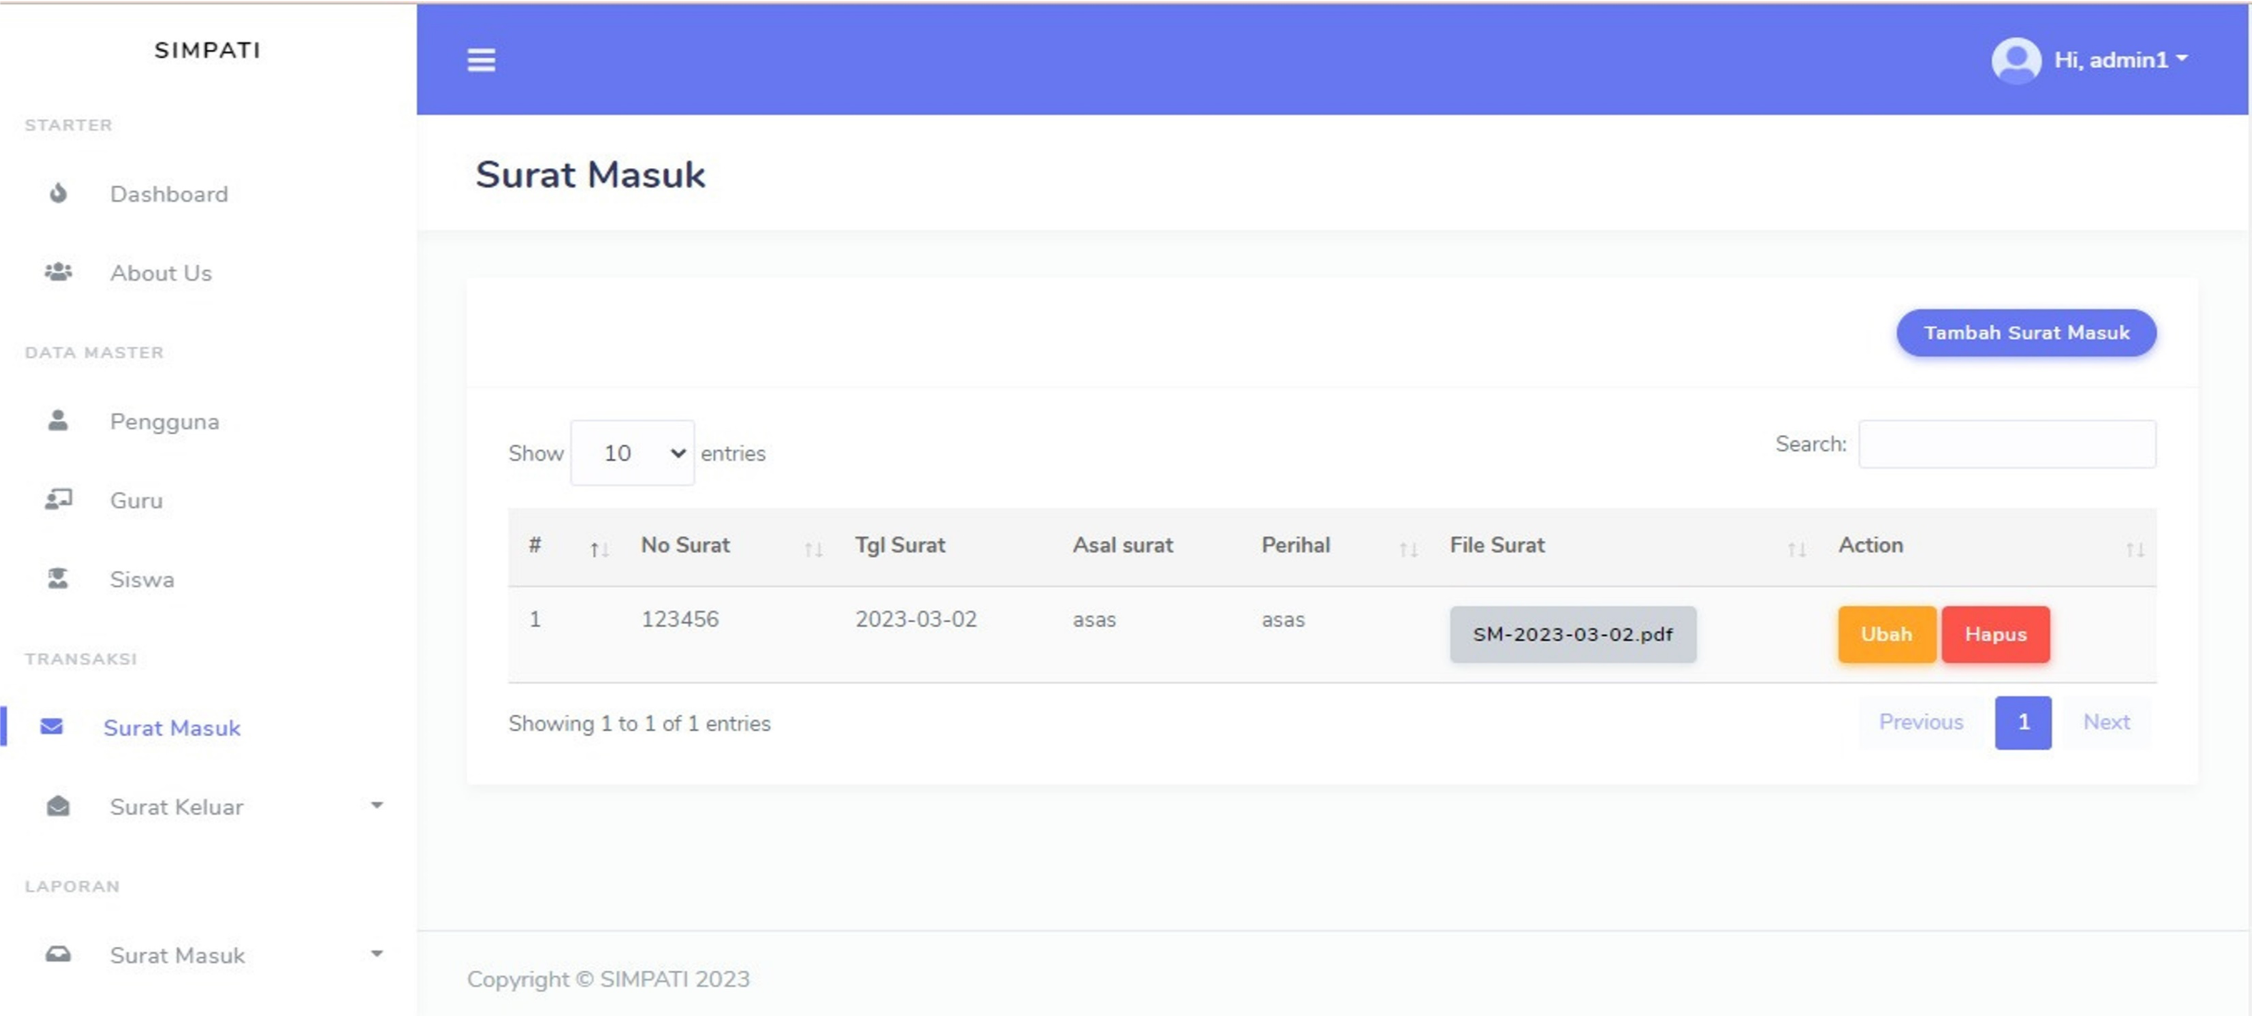 SIMPATI
Hi, admin1
STARTER
Dashboard
About Us
DATA MASTER
Pengguna
Guru
Siswa
TRANSAKSI
Surat Masuk
Surat Keluar
LAPORAN
Surat Masuk
Surat Masuk
Tambah Surat Masuk
Show 10 entries
Search:
# No Surat Tgl Surat Asal surat Perihal File Surat Action
1 123456 2023-03-02 asas asas SM-2023-03-02.pdf Ubah Hapus
Showing 1 to 1 of 1 entries
Previous 1 Next
Copyright © SIMPATI 2023